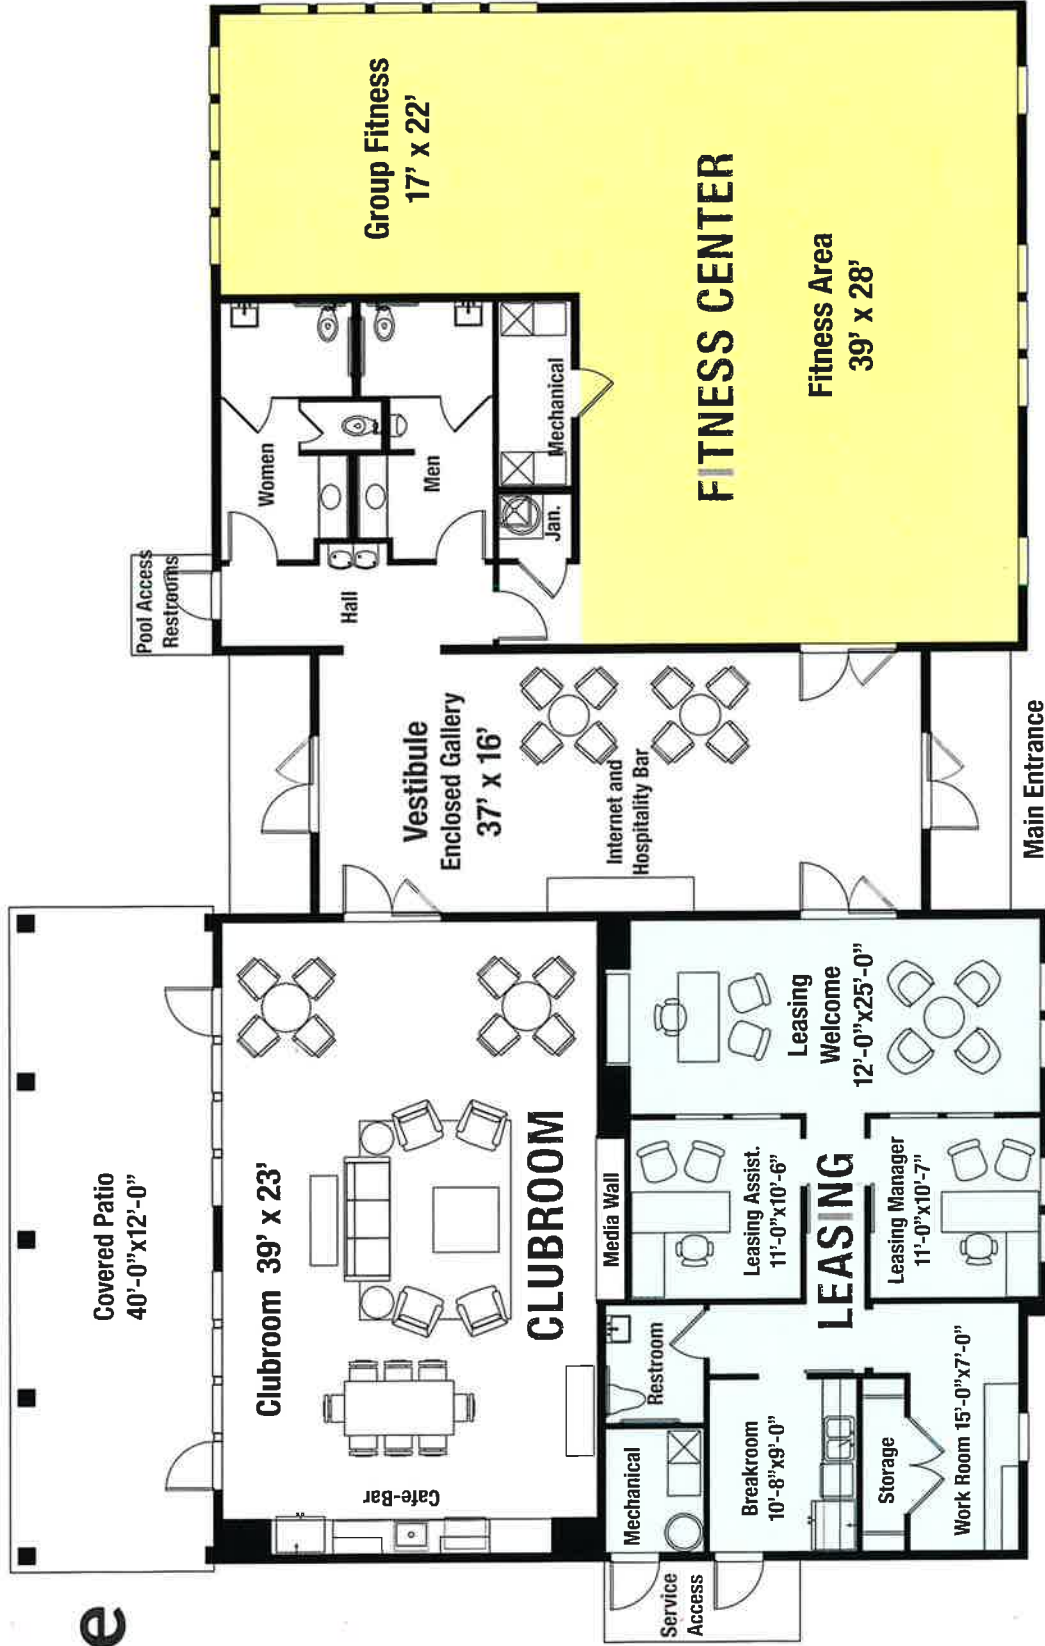 e
Covered Patio
40'-0"x12'-0"
Clubroom 39' x 23'
CLUBROOM
Cafe-Bar
Media Wall
Pool Access
Restrooms
Hall
Women
Men
Jan.
Mechanical
Group Fitness
17' x 22'
FITNESS CENTER
Fitness Area
39' x 28'
Vestibule
Enclosed Gallery
37' x 16'
Internet and
Hospitality Bar
Main Entrance
Leasing
Welcome
12'-0"x25'-0"
Leasing Assist.
11'-0"x10'-6"
LEASING
Leasing Manager
11'-0"x10'-7"
Restroom
Mechanical
Breakroom
10'-8"x9'-0"
Storage
Work Room 15'-0"x7'-0"
Service
Access